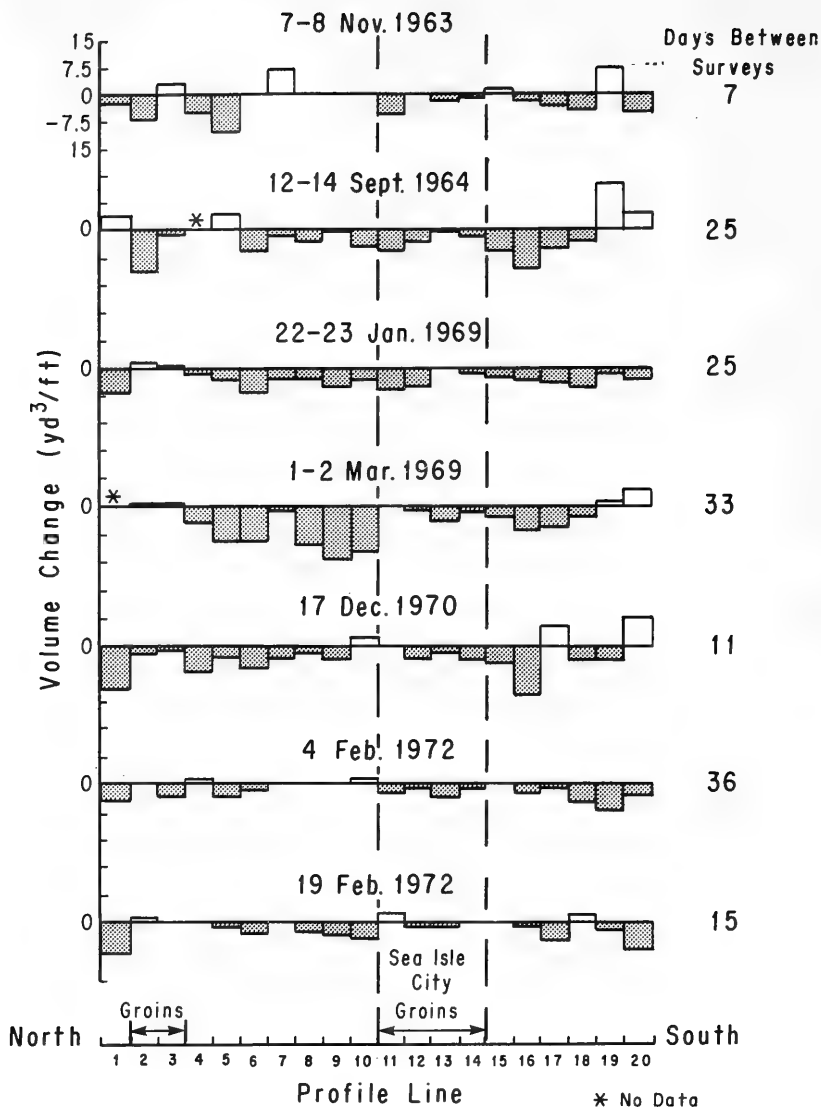 7-8 Nov. 1963
Days Between
Surveys
15
7.5
0
-7.5
15
7
12-14 Sept. 1964
*
0
25
22-23 Jan. 1969
0
25
1-2 Mar. 1969
*
0
33
17 Dec. 1970
0
11
4 Feb. 1972
0
36
19 Feb. 1972
0
15
Volume Change (yd³/ft)
Sea Isle
City
Groins
Groins
North
South
1 2 3 4 5 6 7 8 9 10 11 12 13 14 15 16 17 18 19 20
Profile Line
* No Data